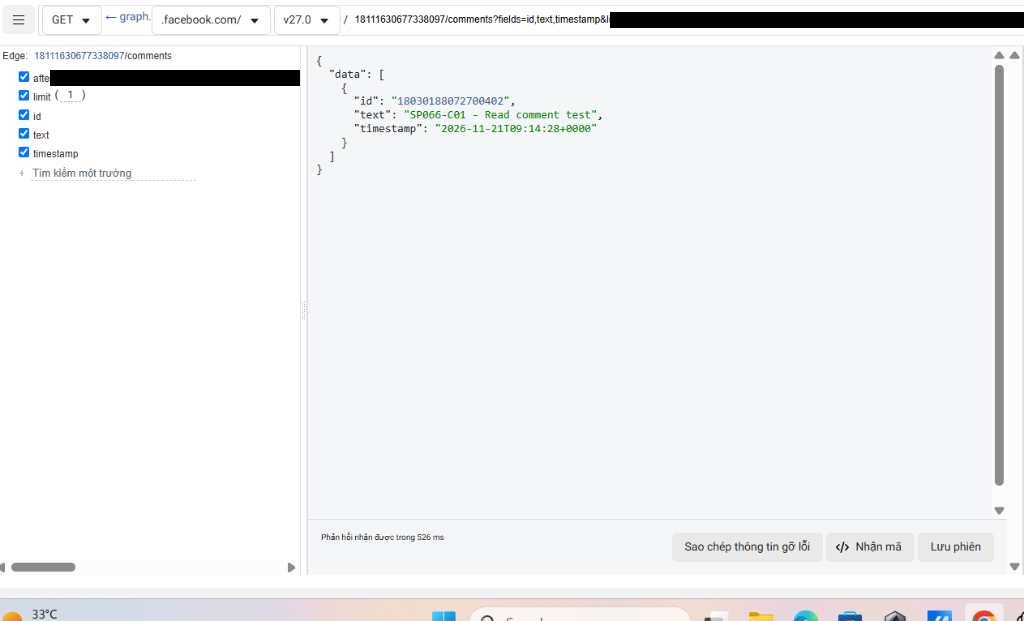 GET ← graph. .facebook.com/ v27.0 / 18111630677338097/comments?fields=id,text,timestamp&
Edge: 18111630677338097/comments
limit ( 1 )
id
text
timestamp
+ Tìm kiếm một trường
{
"data": [
{
"id": "18030188072700402",
"text": "SP066-C01 - Read comment test",
"timestamp": "2026-11-21T09:14:28+0000"
}
]
}
Phản hồi nhận được trong 526 ms
Sao chép thông tin gỡ lỗi
</> Nhận mã
Lưu phiên
33°C